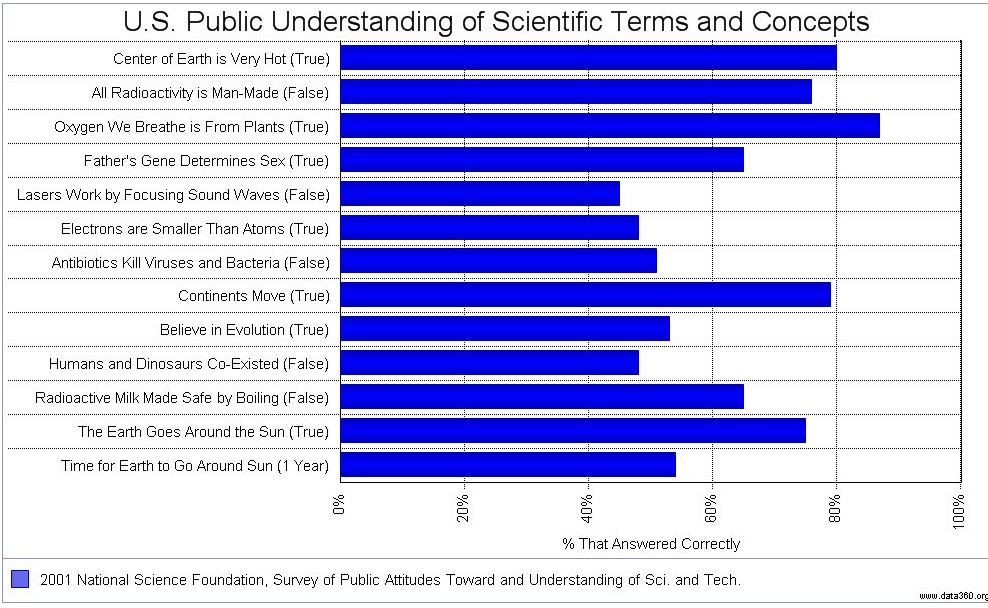 U.S. Public Understanding of Scientific Terms and Concepts
Center of Earth is Very Hot (True)
All Radioactivity is Man-Made (False)
Oxygen We Breathe is From Plants (True)
Father's Gene Determines Sex (True)
Lasers Work by Focusing Sound Waves (False)
Electrons are Smaller Than Atoms (True)
Antibiotics Kill Viruses and Bacteria (False)
Continents Move (True)
Believe in Evolution (True)
Humans and Dinosaurs Co-Existed (False)
Radioactive Milk Made Safe by Boiling (False)
The Earth Goes Around the Sun (True)
Time for Earth to Go Around Sun (1 Year)
0% 20% 40% 60% 80% 100%
% That Answered Correctly
2001 National Science Foundation, Survey of Public Attitudes Toward and Understanding of Sci. and Tech.
www.data360.org